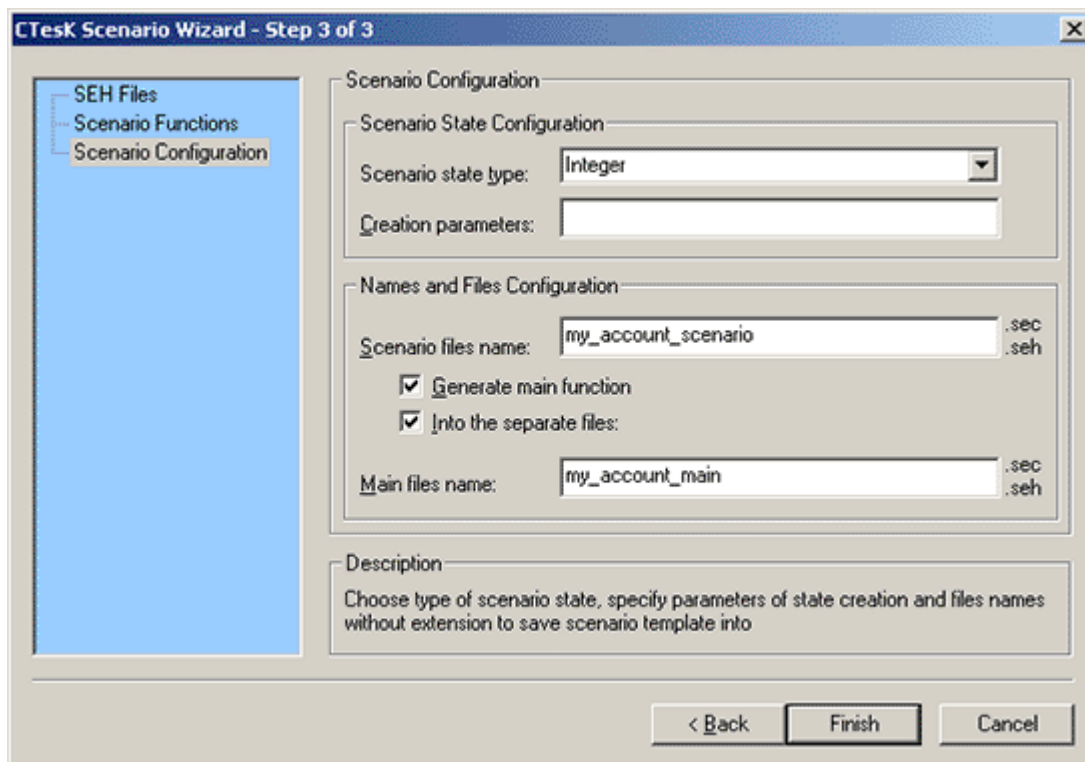 CTesK Scenario Wizard - Step 3 of 3
SEH Files
Scenario Functions
Scenario Configuration
Scenario Configuration
Scenario State Configuration
Scenario state type: Integer
Creation parameters:
Names and Files Configuration
Scenario files name: my_account_scenario .sec
.seh
Generate main function
Into the separate files:
Main files name: my_account_main .sec
.seh
Description
Choose type of scenario state, specify parameters of state creation and files names
without extension to save scenario template into
< Back Finish Cancel